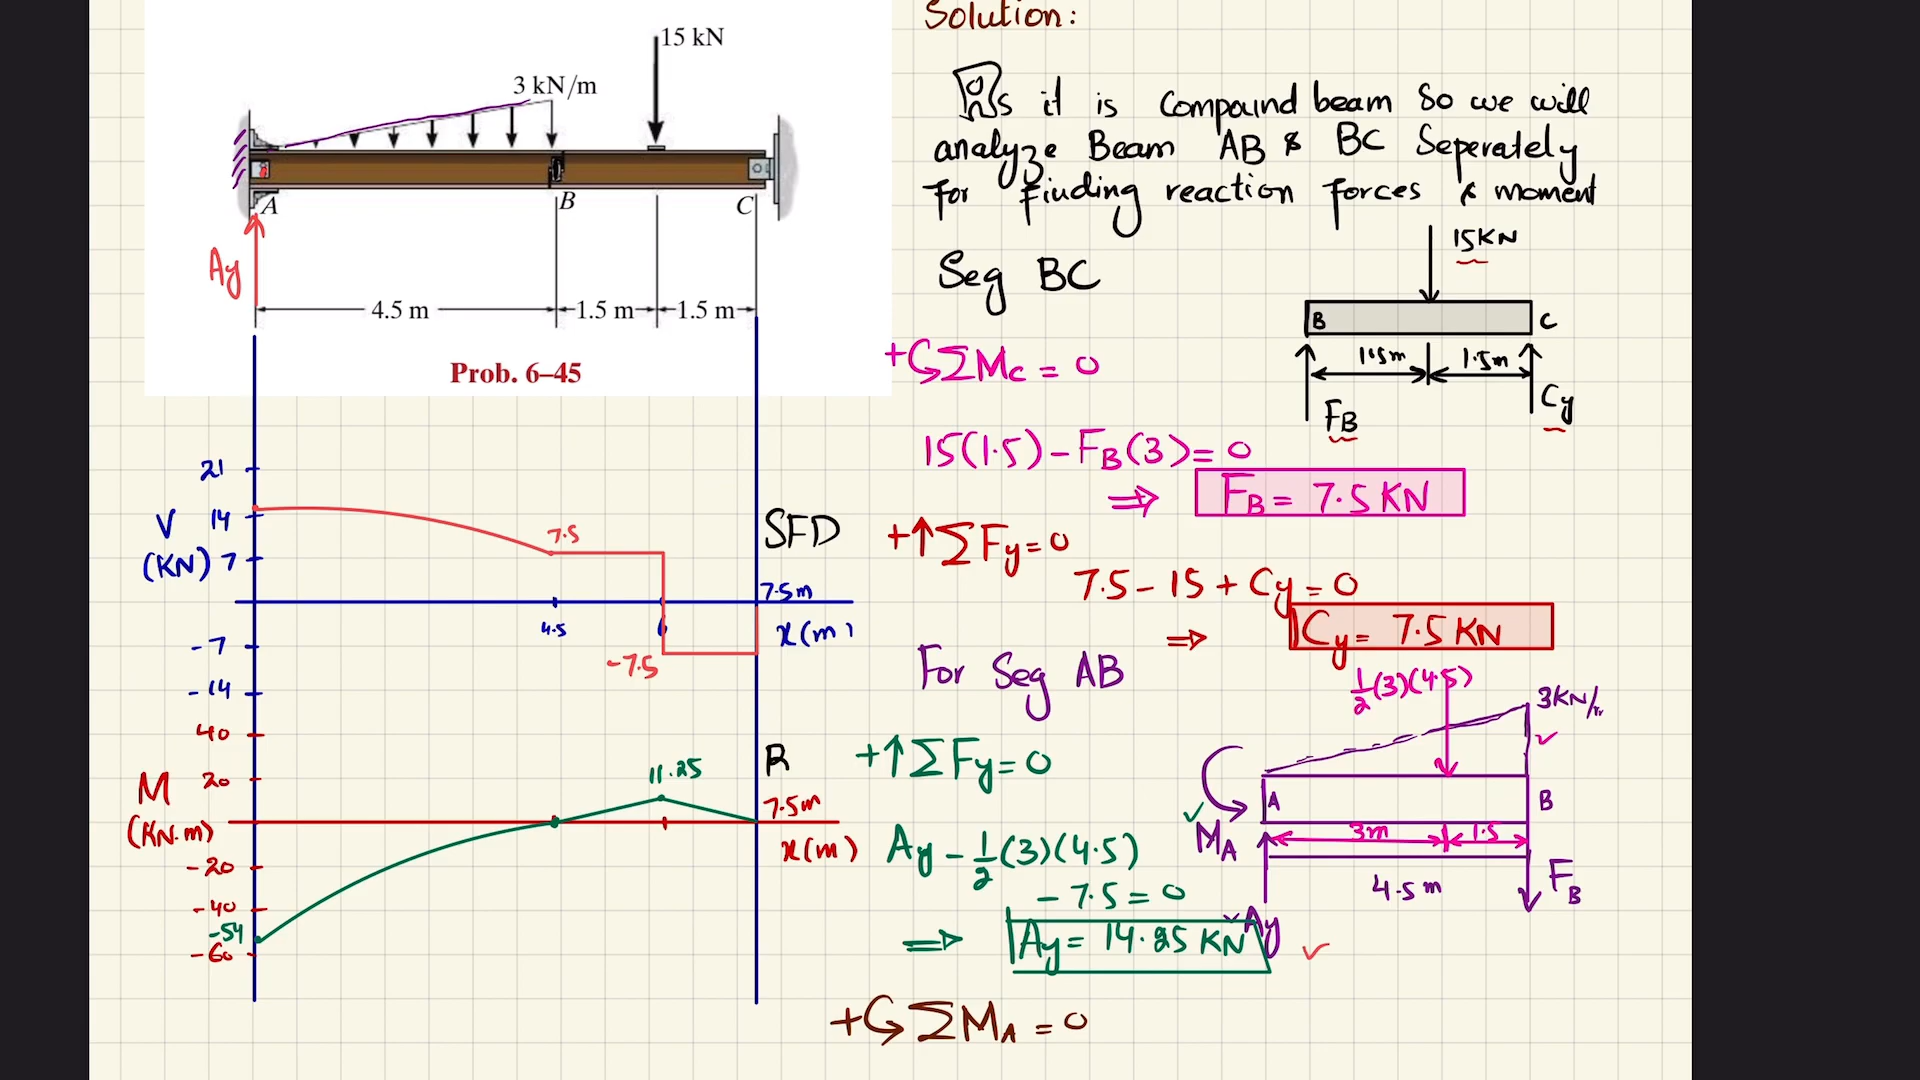 15 kN
3 kN/m
A
B
C
Ay
4.5 m
1.5 m
1.5 m
Prob. 6–45
21
V 14
(KN) 7
-7
-14
7.5
-7.5
SFD
7.5m
4.5
6
x(m)
40
M 20
(KN.m)
-20
-40
-54
-60
11.25
7.5m
x(m)
Solution:
As it is Compound beam So we will
analyze Beam AB & BC Seperately
for finding reaction forces & moment
Seg BC
15KN
B
C
1.5m
1.5m
FB
Cy
+ΣMc = 0
15(1.5) - FB(3) = 0
⇒ FB = 7.5 KN
+↑ΣFy = 0
7.5 - 15 + Cy = 0
⇒ Cy = 7.5 KN
For Seg AB
1/2(3)(4.5)
3KN/m
A
B
MA
3m
1.5
4.5m
FB
Ay
+↑ΣFy = 0
Ay - 1/2(3)(4.5)
- 7.5 = 0
⇒ Ay = 14.25 KN
+ΣMA = 0